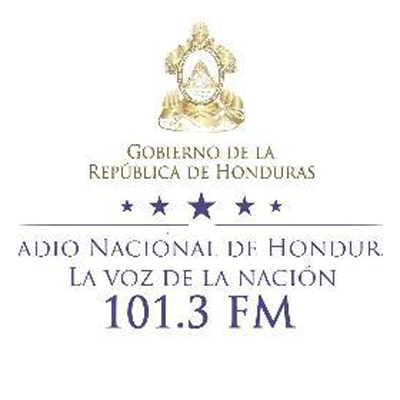 GOBIERNO DE LA
REPÚBLICA DE HONDURAS
ADIO NACIONAL DE HONDUR
LA VOZ DE LA NACIÓN
101.3 FM